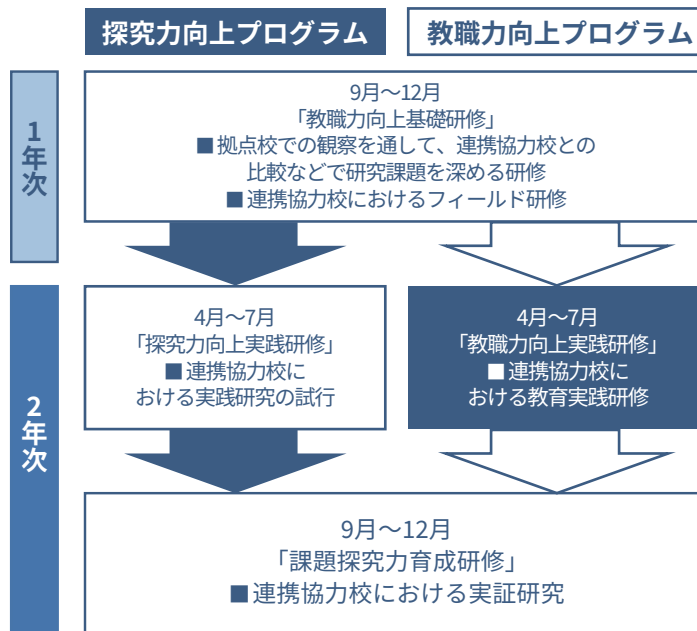 探究力向上プログラム
教職力向上プログラム
1年次
9月～12月
「教職力向上基礎研修」
■ 拠点校での観察を通して、連携協力校との
比較などで研究課題を深める研修
■ 連携協力校におけるフィールド研修
2年次
4月～7月
「探究力向上実践研修」
■ 連携協力校に
おける実践研究の試行
4月～7月
「教職力向上実践研修」
■ 連携協力校に
おける教育実践研修
9月～12月
「課題探究力育成研修」
■ 連携協力校における実証研究